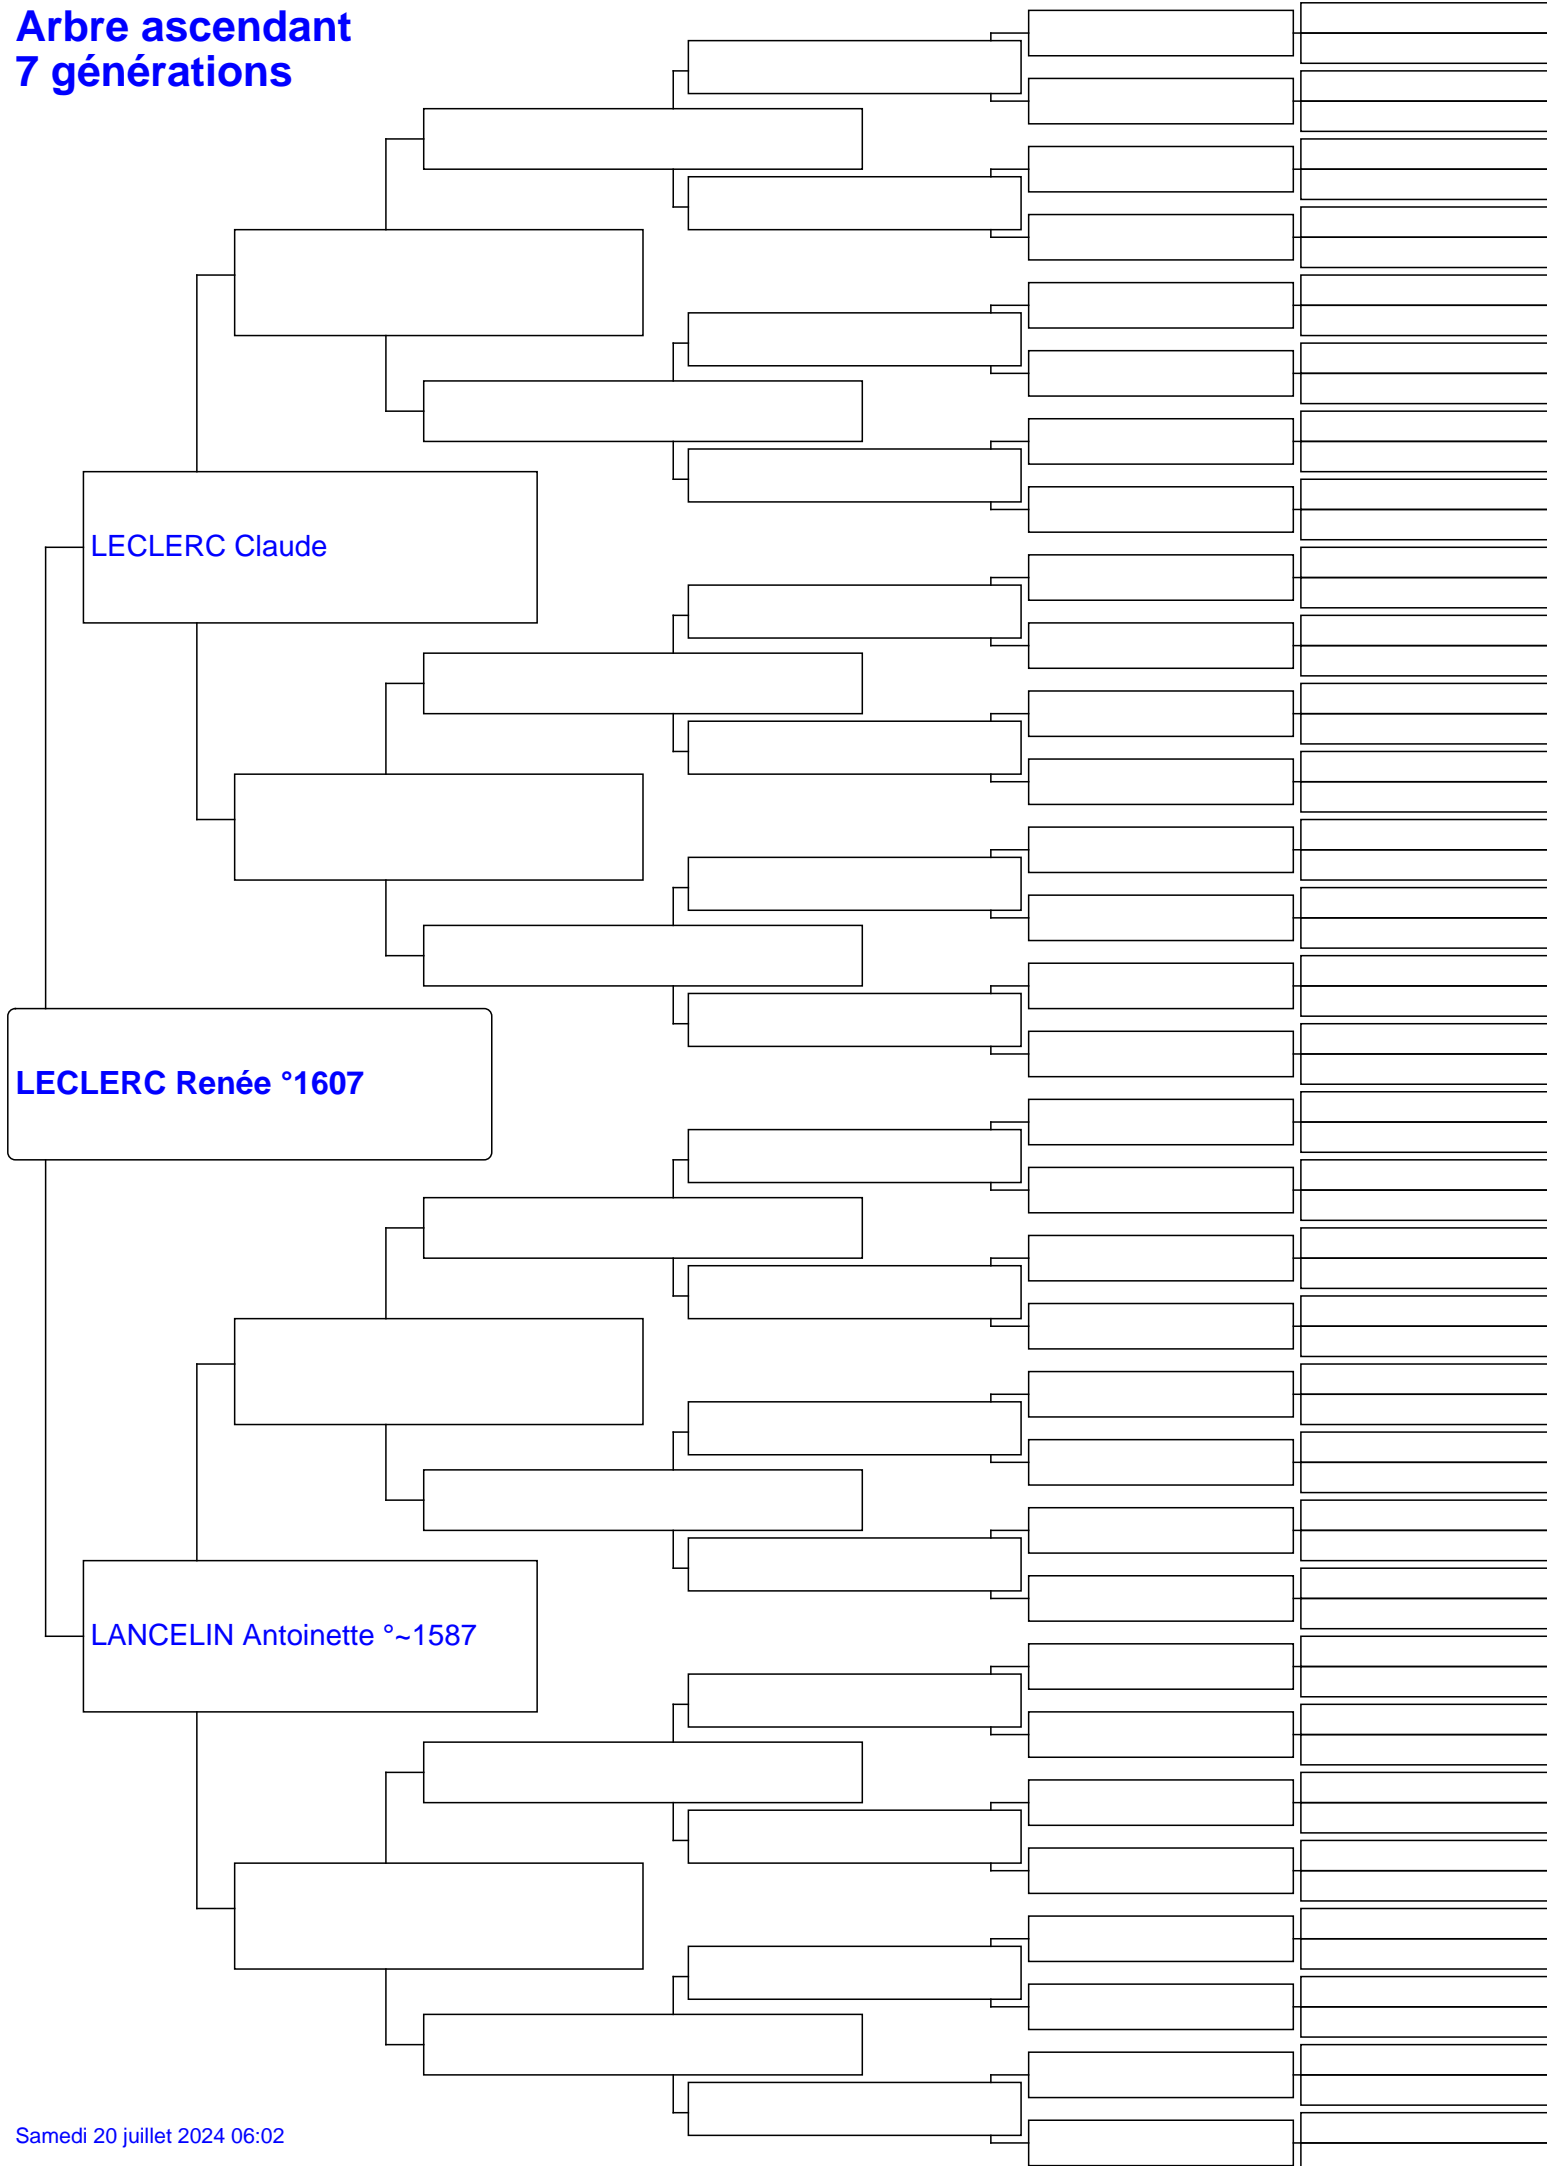 Arbre ascendant
7 générations
LECLERC Claude
LECLERC Renée °1607
LANCELIN Antoinette °~1587
Samedi 20 juillet 2024 06:02